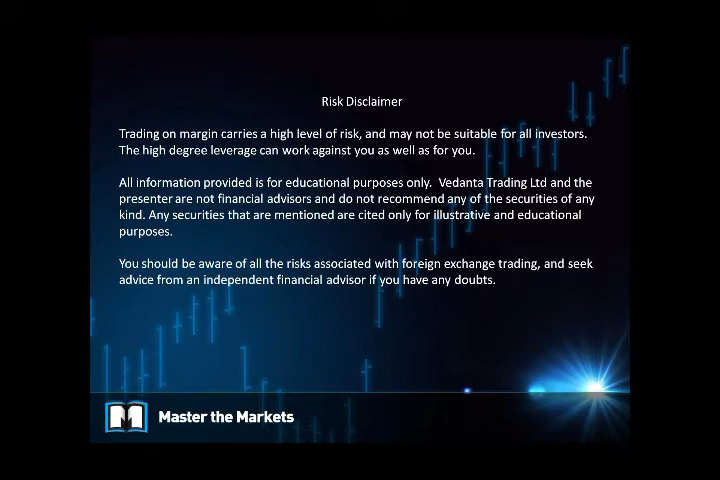 Risk Disclaimer
Trading on margin carries a high level of risk, and may not be suitable for all investors.
The high degree leverage can work against you as well as for you.
All information provided is for educational purposes only.  Vedanta Trading Ltd and the
presenter are not financial advisors and do not recommend any of the securities of any
kind. Any securities that are mentioned are cited only for illustrative and educational
purposes.
You should be aware of all the risks associated with foreign exchange trading, and seek
advice from an independent financial advisor if you have any doubts.
Master the Markets